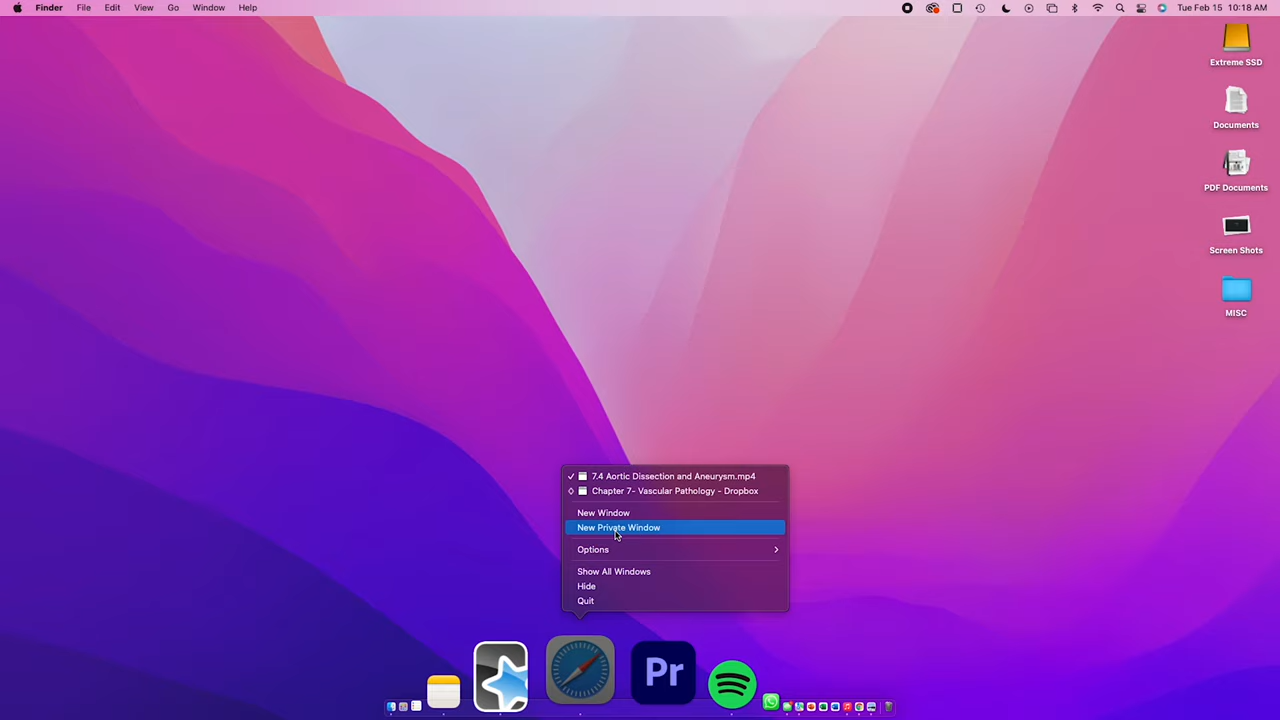 Finder File Edit View Go Window Help Tue Feb 15 10:18 AM
Extreme SSD
Documents
PDF Documents
Screen Shots
MISC
7.4 Aortic Dissection and Aneurysm.mp4
Chapter 7- Vascular Pathology - Dropbox
New Window
New Private Window
Options
Show All Windows
Hide
Quit
Pr